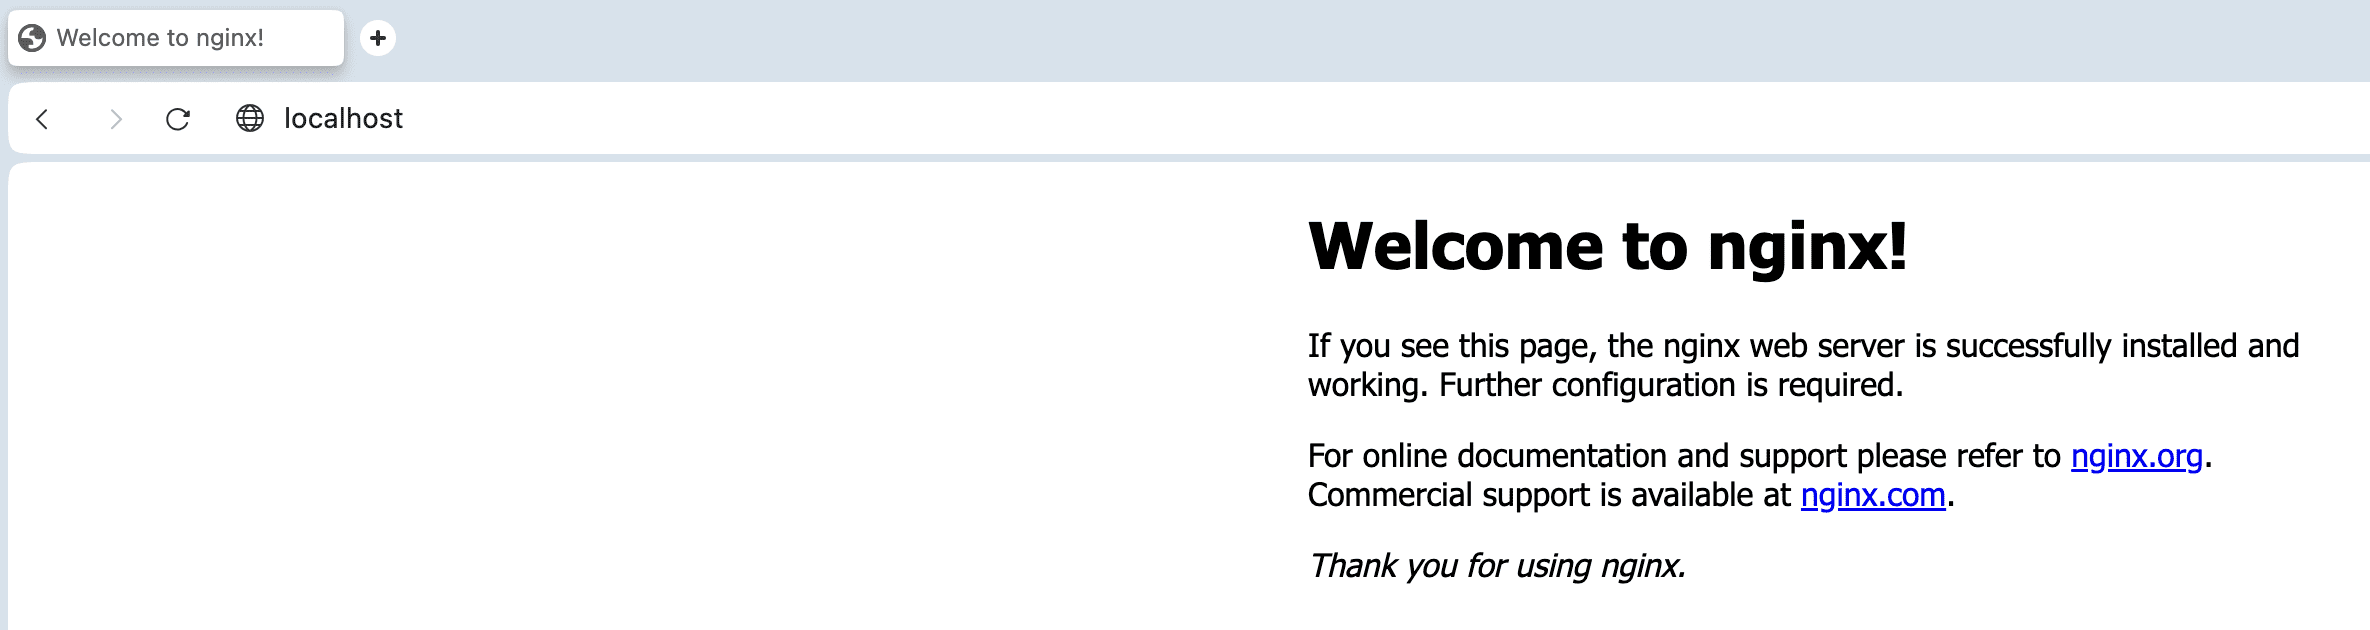 Welcome to nginx!
localhost
Welcome to nginx!
If you see this page, the nginx web server is successfully installed and
working. Further configuration is required.
For online documentation and support please refer to nginx.org.
Commercial support is available at nginx.com.
Thank you for using nginx.